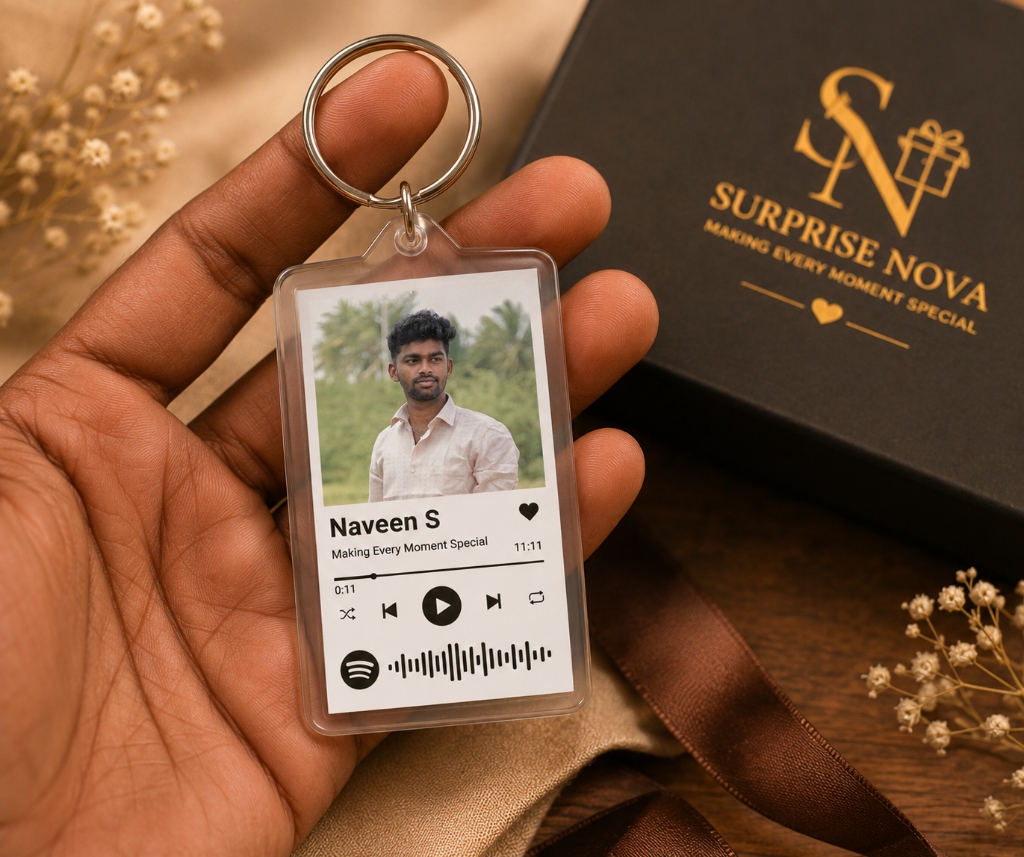 SN
SURPRISE NOVA
MAKING EVERY MOMENT SPECIAL
Naveen S
Making Every Moment Special
11:11
0:11